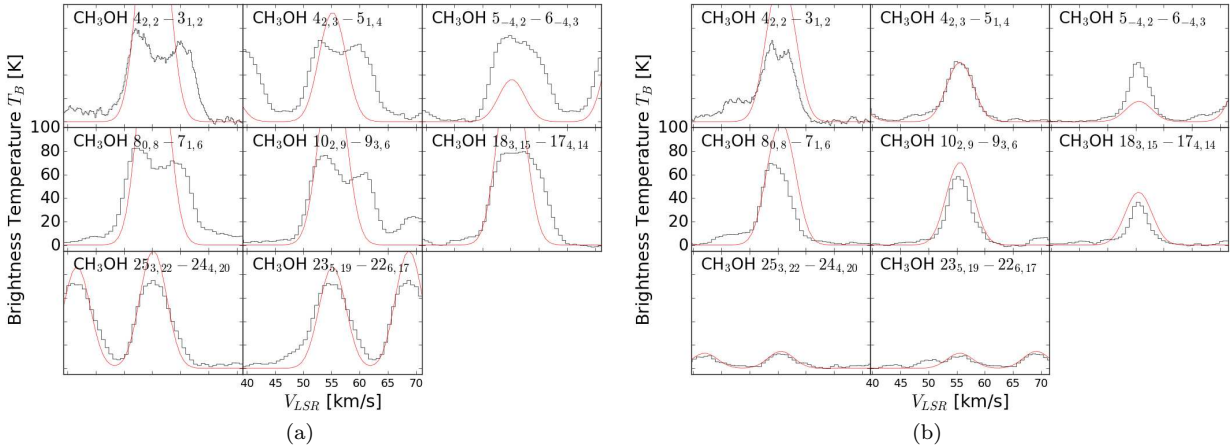 CH₃OH 4₂,₂ − 3₁,₂ CH₃OH 4₂,₃ − 5₁,₄ CH₃OH 5₋₄,₂ − 6₋₄,₃
100 CH₃OH 8₀,₈ − 7₁,₆ CH₃OH 10₂,₉ − 9₃,₆ CH₃OH 18₃,₁₅ − 17₄,₁₄
80
60
40
20
0
CH₃OH 25₃,₂₂ − 24₄,₂₀ CH₃OH 23₅,₁₉ − 22₆,₁₇
Brightness Temperature T_B [K]
40 45 50 55 60 65 70
V_LSR [km/s]
(a)
CH₃OH 4₂,₂ − 3₁,₂ CH₃OH 4₂,₃ − 5₁,₄ CH₃OH 5₋₄,₂ − 6₋₄,₃
100 CH₃OH 8₀,₈ − 7₁,₆ CH₃OH 10₂,₉ − 9₃,₆ CH₃OH 18₃,₁₅ − 17₄,₁₄
80
60
40
20
0
CH₃OH 25₃,₂₂ − 24₄,₂₀ CH₃OH 23₅,₁₉ − 22₆,₁₇
Brightness Temperature T_B [K]
40 45 50 55 60 65 70
V_LSR [km/s]
(b)